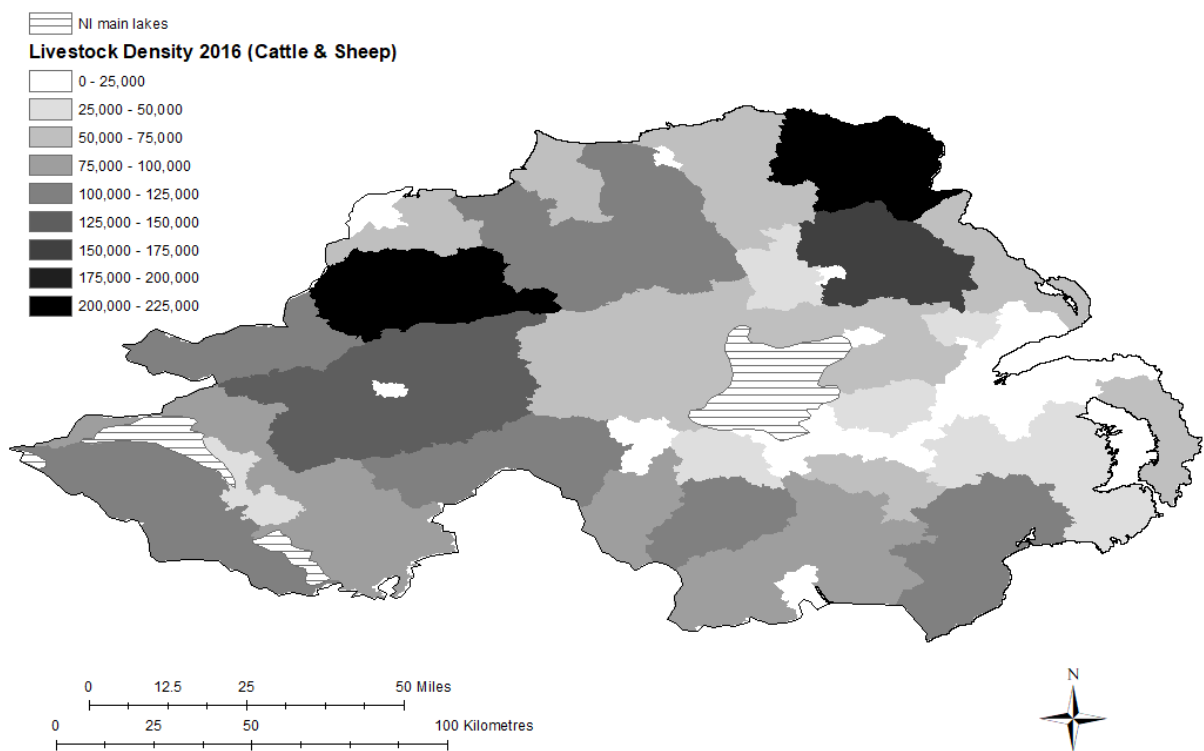 NI main lakes
Livestock Density 2016 (Cattle & Sheep)
0 - 25,000
25,000 - 50,000
50,000 - 75,000
75,000 - 100,000
100,000 - 125,000
125,000 - 150,000
150,000 - 175,000
175,000 - 200,000
200,000 - 225,000
0 12.5 25 50 Miles
0 25 50 100 Kilometres
N